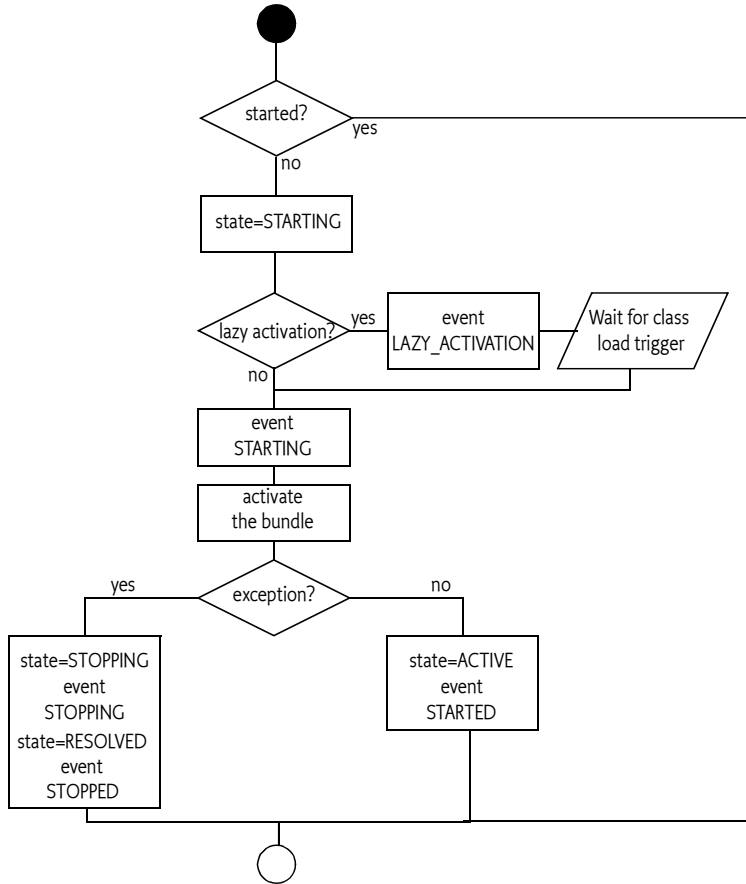 started?
yes
no
state=STARTING
lazy activation?
yes
event
LAZY_ACTIVATION
Wait for class
load trigger
no
event
STARTING
activate
the bundle
exception?
yes
no
state=STOPPING
event
STOPPING
state=RESOLVED
event
STOPPED
state=ACTIVE
event
STARTED